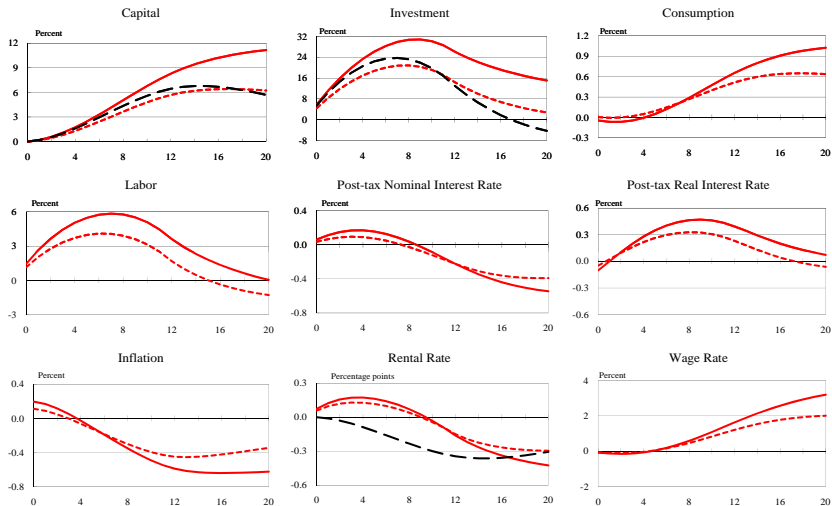 Capital
Percent
12
9
6
3
0
0 4 8 12 16 20
Investment
Percent
32
24
16
8
0
-8
0 4 8 12 16 20
Consumption
Percent
1.2
0.9
0.6
0.3
0.0
-0.3
0 4 8 12 16 20
Labor
Percent
6
3
0
-3
0 4 8 12 16 20
Post-tax Nominal Interest Rate
Percent
0.4
0.0
-0.4
-0.8
0 4 8 12 16 20
Post-tax Real Interest Rate
Percent
0.6
0.3
0.0
-0.3
-0.6
0 4 8 12 16 20
Inflation
Percent
0.4
0.0
-0.4
-0.8
0 4 8 12 16 20
Rental Rate
Percentage points
0.3
0.0
-0.3
-0.6
0 4 8 12 16 20
Wage Rate
Percent
4
2
0
-2
0 4 8 12 16 20